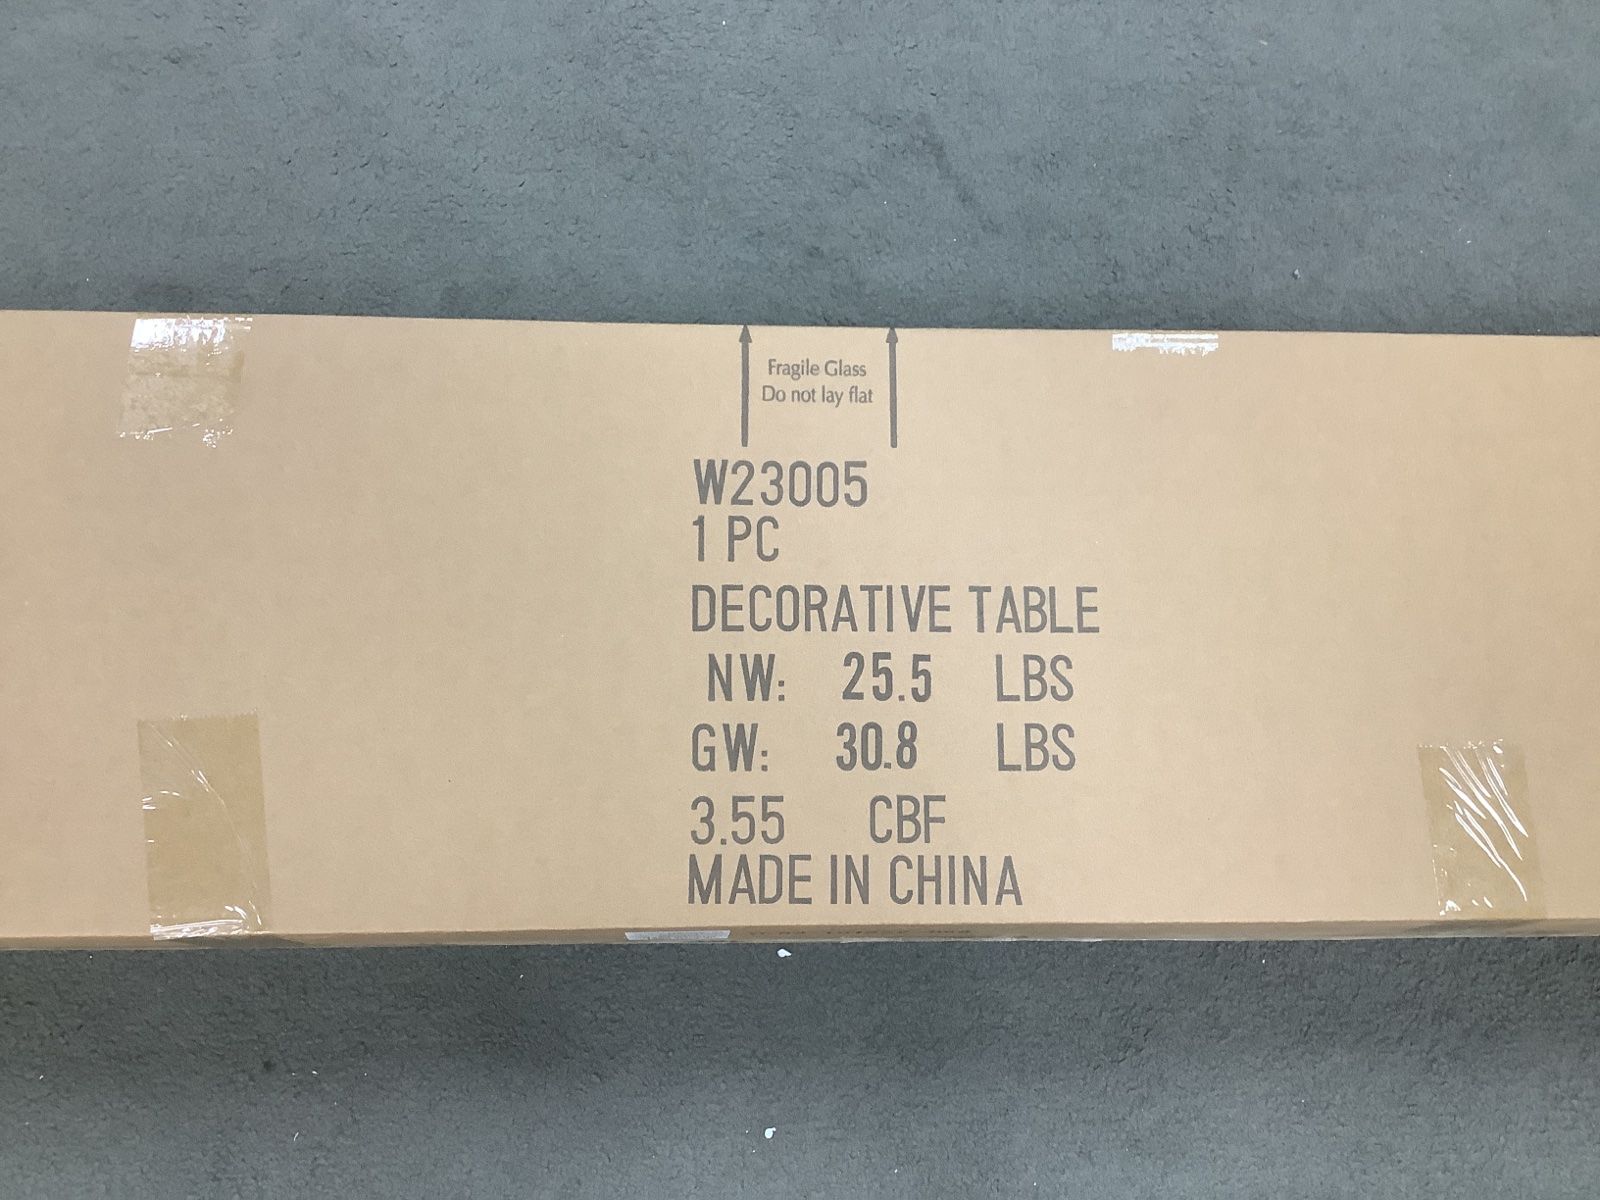 Fragile Glass
Do not lay flat
W23005
1 PC
DECORATIVE TABLE
NW: 25.5 LBS
GW: 30.8 LBS
3.55 CBF
MADE IN CHINA